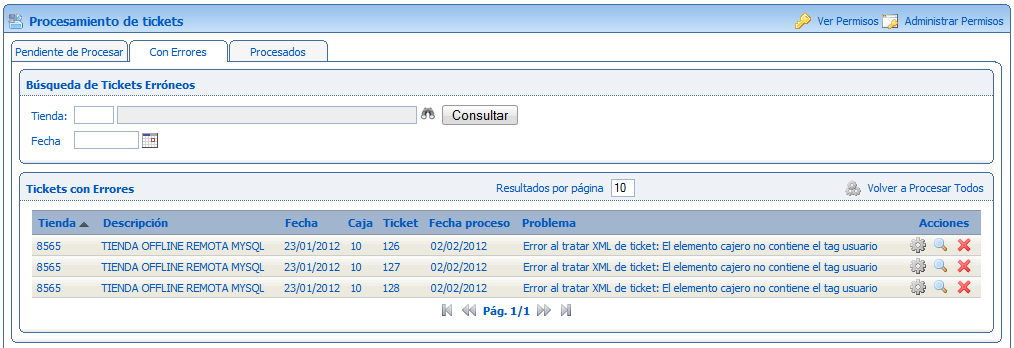 Procesamiento de tickets Ver Permisos Administrar Permisos
Pendiente de Procesar Con Errores Procesados
Búsqueda de Tickets Erróneos
Tienda: Consultar
Fecha
Tickets con Errores Resultados por página 10 Volver a Procesar Todos
Tienda Descripción Fecha Caja Ticket Fecha proceso Problema Acciones
8565 TIENDA OFFLINE REMOTA MYSQL 23/01/2012 10 126 02/02/2012 Error al tratar XML de ticket: El elemento cajero no contiene el tag usuario
8565 TIENDA OFFLINE REMOTA MYSQL 23/01/2012 10 127 02/02/2012 Error al tratar XML de ticket: El elemento cajero no contiene el tag usuario
8565 TIENDA OFFLINE REMOTA MYSQL 23/01/2012 10 128 02/02/2012 Error al tratar XML de ticket: El elemento cajero no contiene el tag usuario
Pág. 1/1